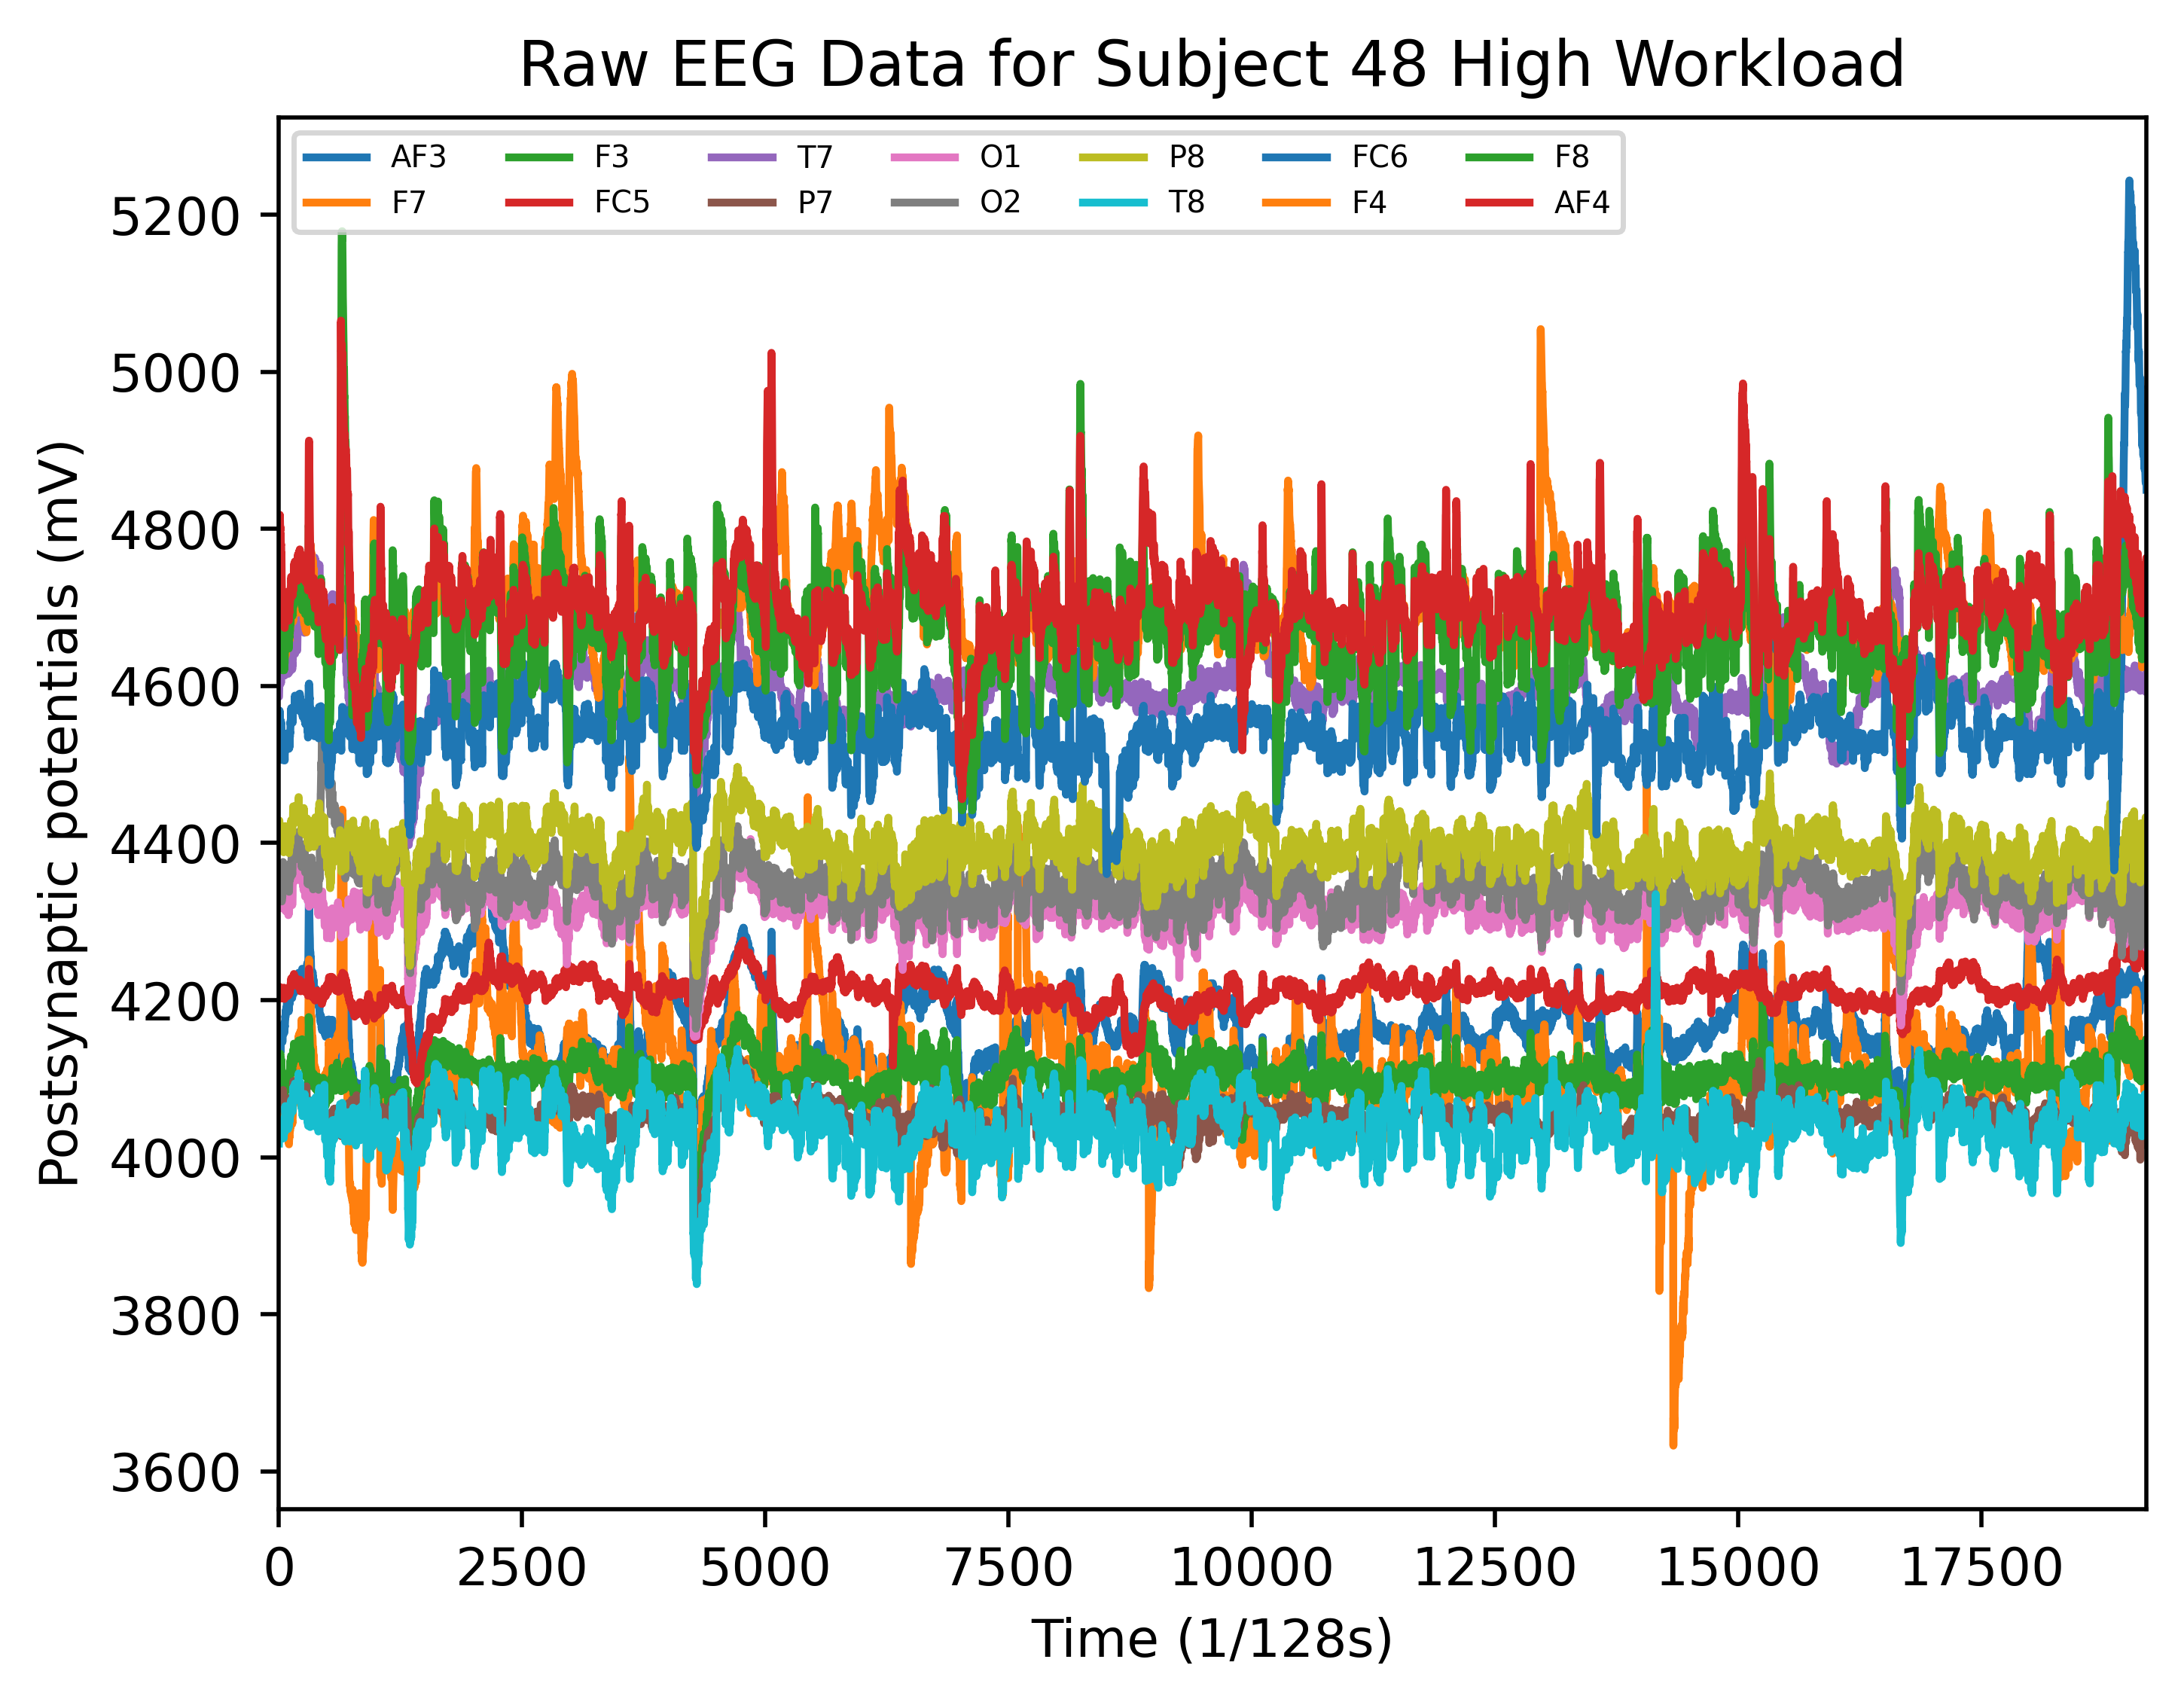 Raw EEG Data for Subject 48 High Workload
AF3 F3 T7 O1 P8 FC6 F8
F7 FC5 P7 O2 T8 F4 AF4
5200
5000
4800
4600
4400
4200
4000
3800
3600
Postsynaptic potentials (mV)
0 2500 5000 7500 10000 12500 15000 17500
Time (1/128s)